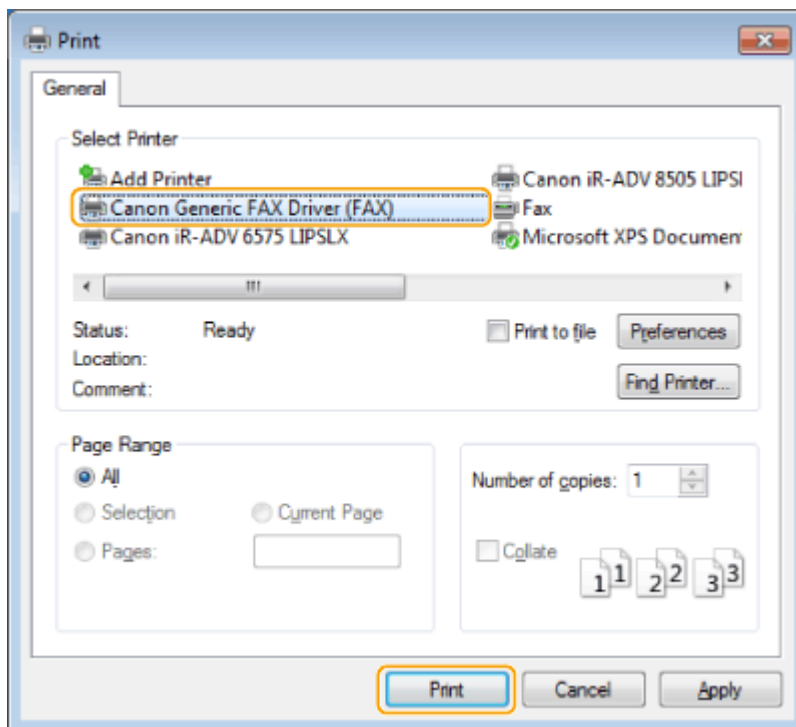 Print
General
Select Printer
Add Printer
Canon Generic FAX Driver (FAX)
Canon iR-ADV 6575 LIPSLX
Canon iR-ADV 8505 LIPSI
Fax
Microsoft XPS Documen
Status: Ready
Location:
Comment:
Print to file
Preferences
Find Printer...
Page Range
All
Selection
Current Page
Pages:
Number of copies: 1
Collate
1 1 2 2 3 3
Print
Cancel
Apply